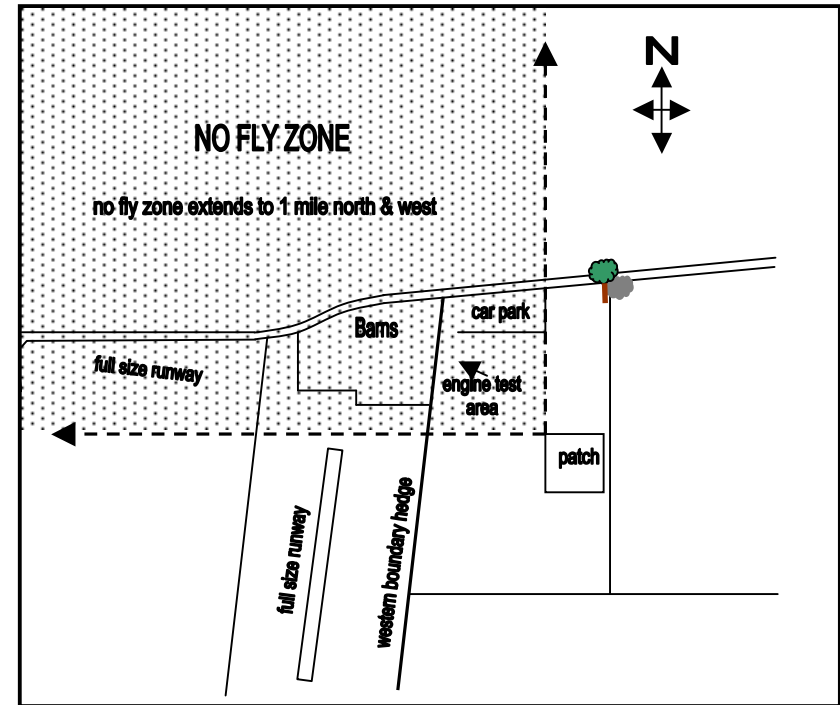 N
NO FLY ZONE
no fly zone extends to 1 mile north & west
car park
Barns
full size runway
engine test
area
patch
full size runway
western boundary hedge